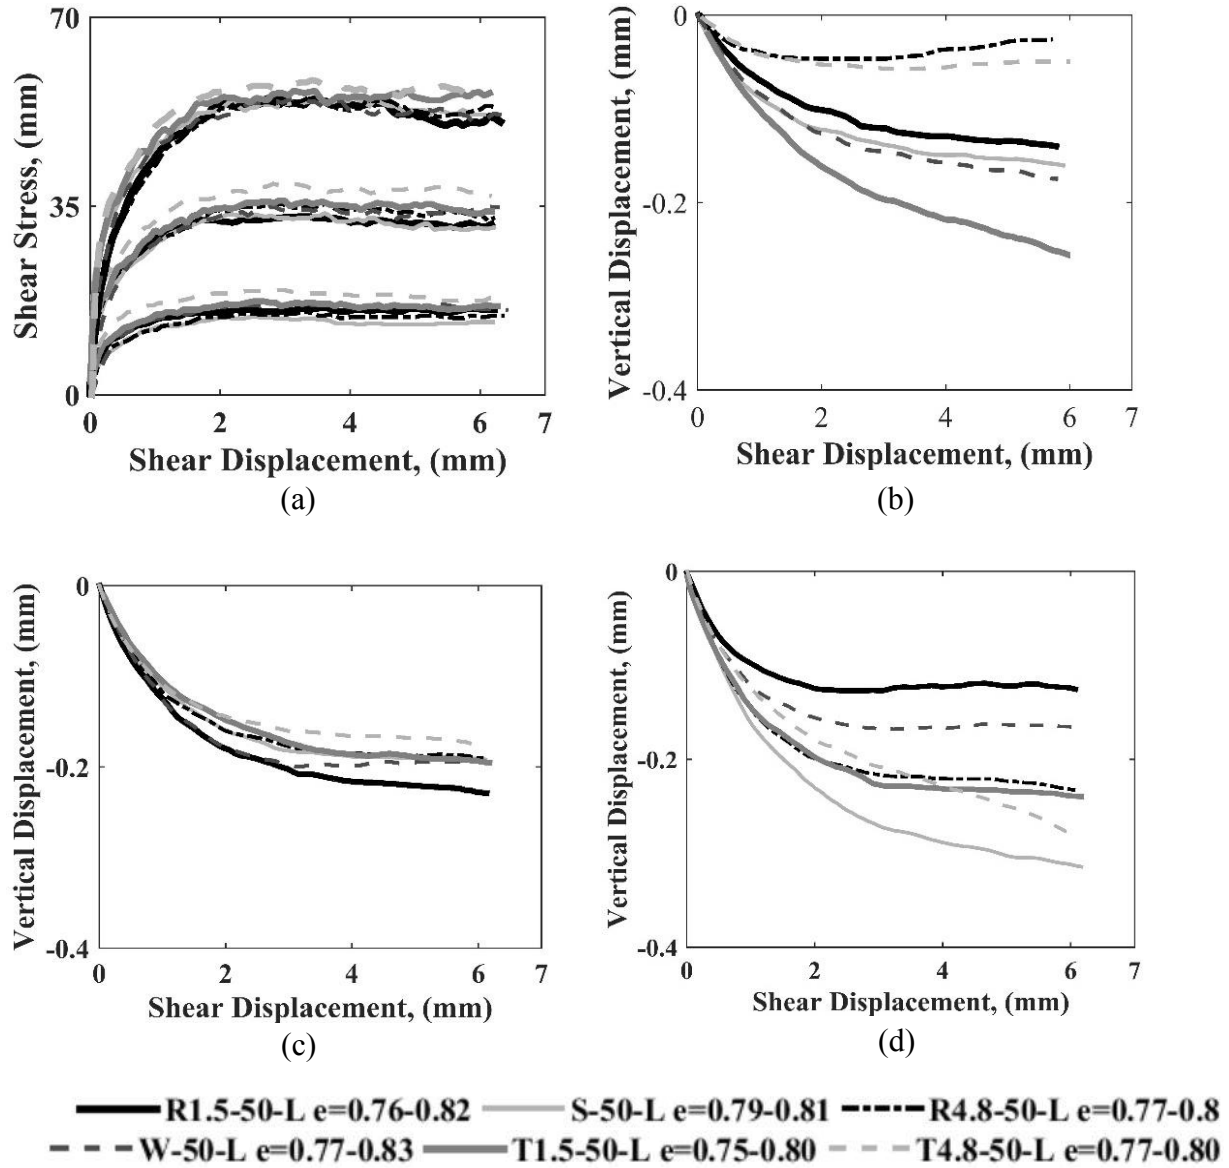 70
35
0
Shear Stress, (mm)
0 2 4 6 7
Shear Displacement, (mm)
(a)
0
-0.2
-0.4
Vertical Displacement, (mm)
0 2 4 6 7
Shear Displacement, (mm)
(b)
0
-0.2
-0.4
Vertical Displacement, (mm)
0 2 4 6 7
Shear Displacement, (mm)
(c)
0
-0.2
-0.4
Vertical Displacement, (mm)
0 2 4 6 7
Shear Displacement, (mm)
(d)
R1.5-50-L e=0.76-0.82 S-50-L e=0.79-0.81 R4.8-50-L e=0.77-0.8
W-50-L e=0.77-0.83 T1.5-50-L e=0.75-0.80 T4.8-50-L e=0.77-0.80